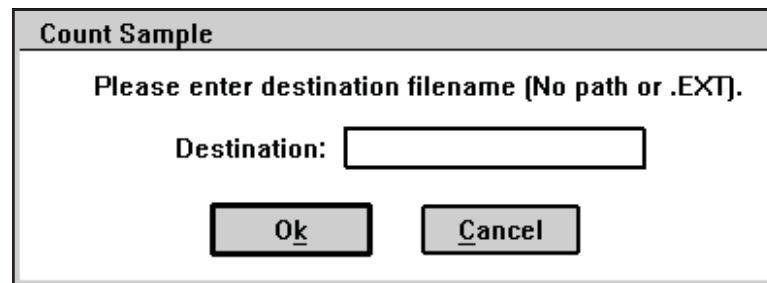 Count Sample
Please enter destination filename (No path or .EXT).
Destination:
Ok Cancel